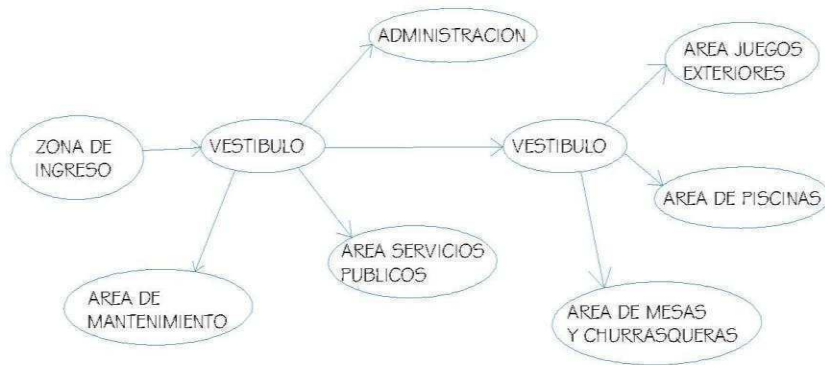 ADMINISTRACION
AREA JUEGOS
EXTERIORES
ZONA DE
INGRESO
VESTIBULO
VESTIBULO
AREA DE PISCINAS
AREA SERVICIOS
PUBLICOS
AREA DE
MANTENIMIENTO
AREA DE MESAS
Y CHURRASQUERAS